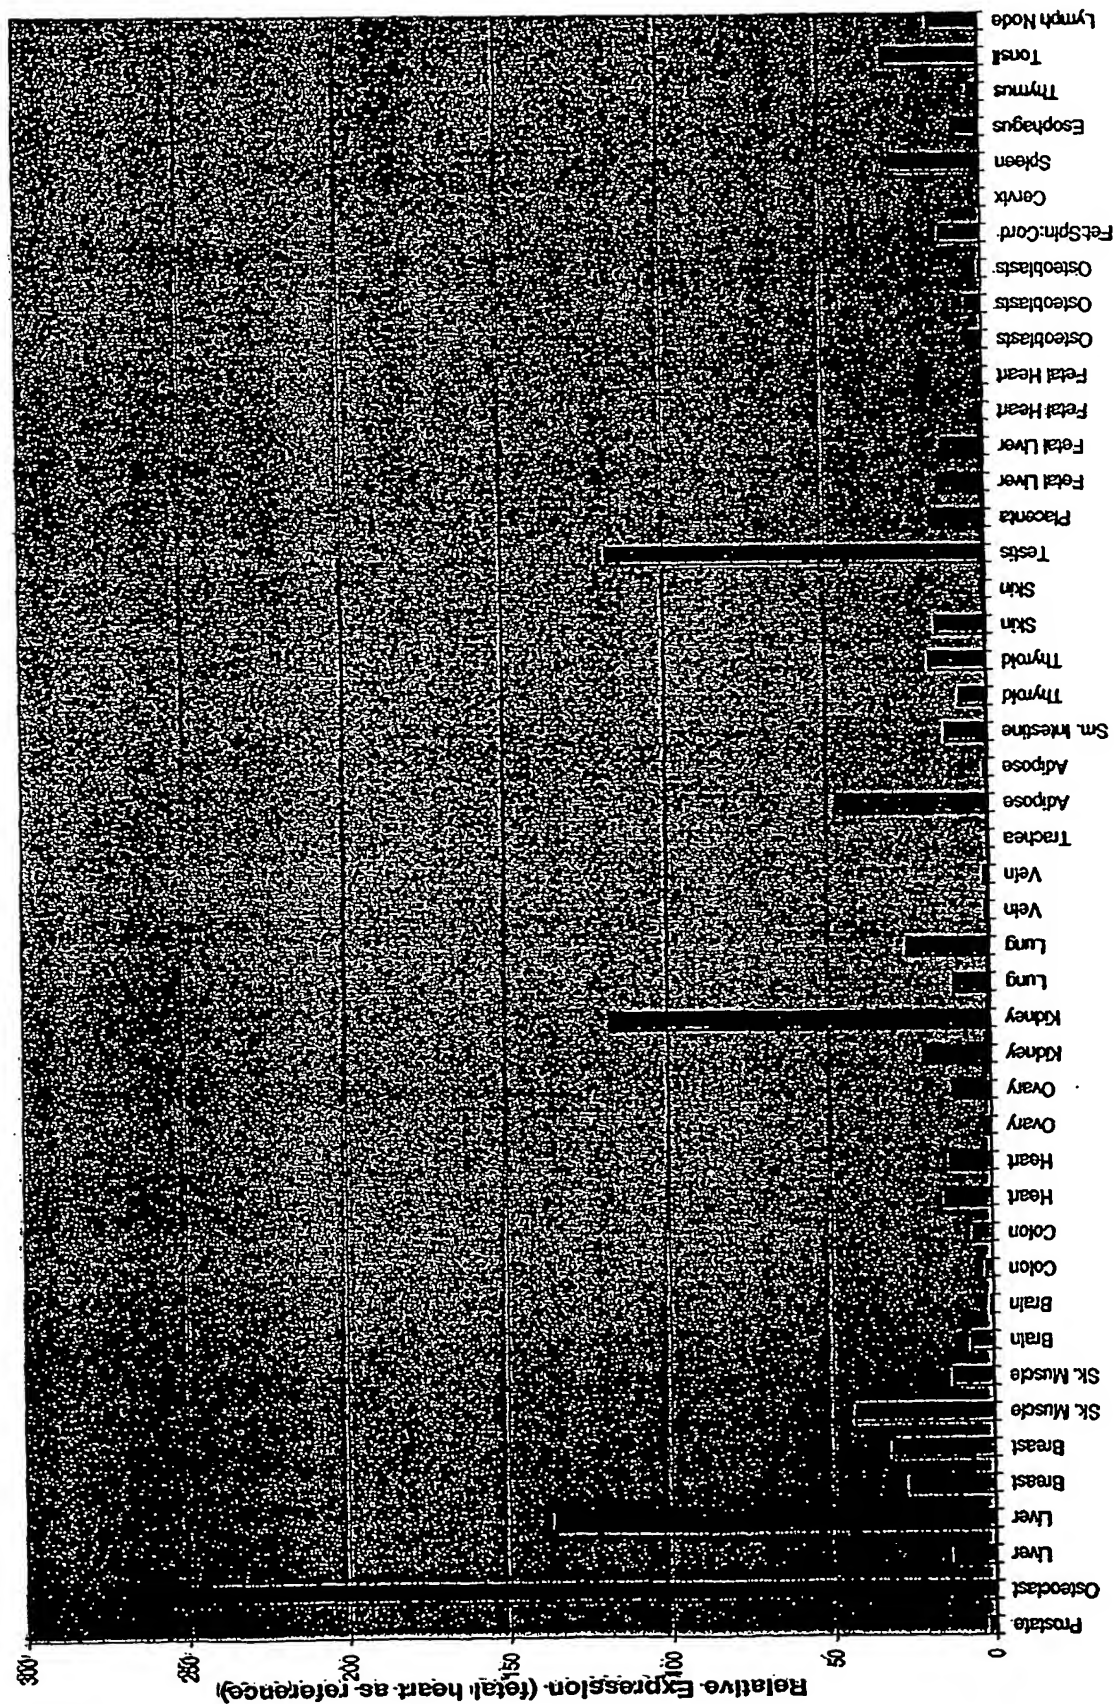 Relative Expression (fetal heart as reference)
300
250
200
150
100
50
0
Prostate
Osteoclast
Liver
Liver
Breast
Breast
Sk. Muscle
Sk. Muscle
Brain
Brain
Colon
Colon
Heart
Heart
Ovary
Ovary
Kidney
Kidney
Lung
Lung
Vein
Vein
Trachea
Adipose
Adipose
Sm. Intestine
Thyroid
Thyroid
Skin
Skin
Testis
Placenta
Fetal Liver
Fetal Liver
Fetal Heart
Fetal Heart
Osteoblasts
Osteoblasts
Osteoblasts
Fet.Spin.Cord
Cervix
Spleen
Esophagus
Thymus
Tonsil
Lymph Node